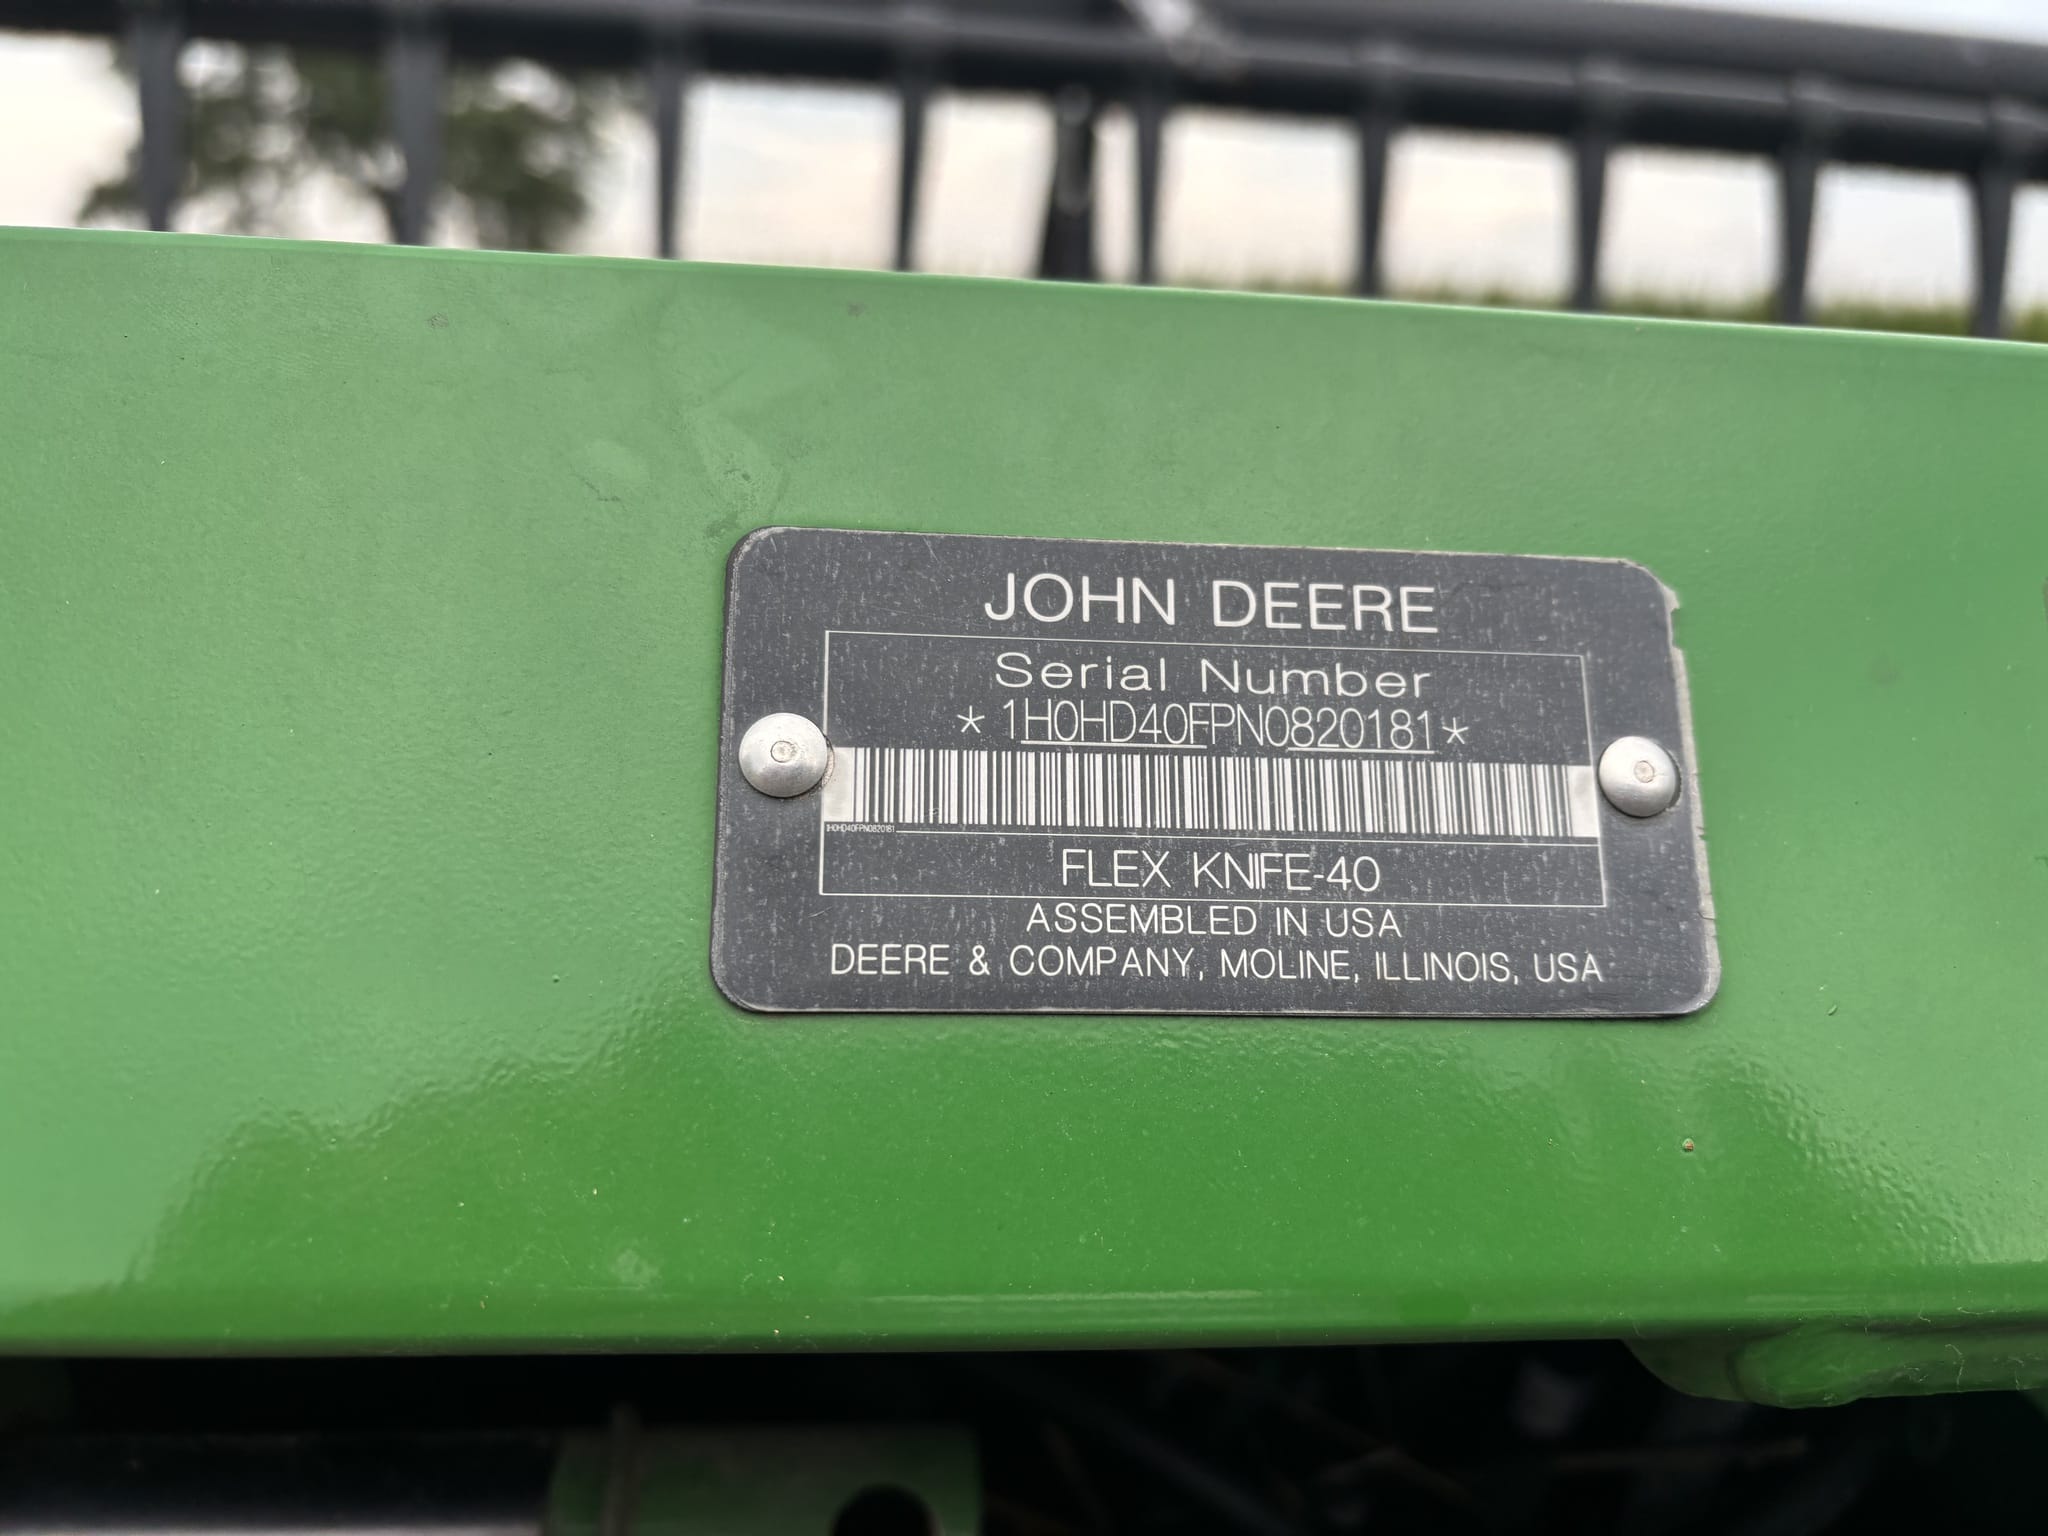 JOHN DEERE
Serial Number
* 1H0HD40FPN0820181 *
1H0HD40FPN0820181
FLEX KNIFE-40
ASSEMBLED IN USA
DEERE & COMPANY, MOLINE, ILLINOIS, USA